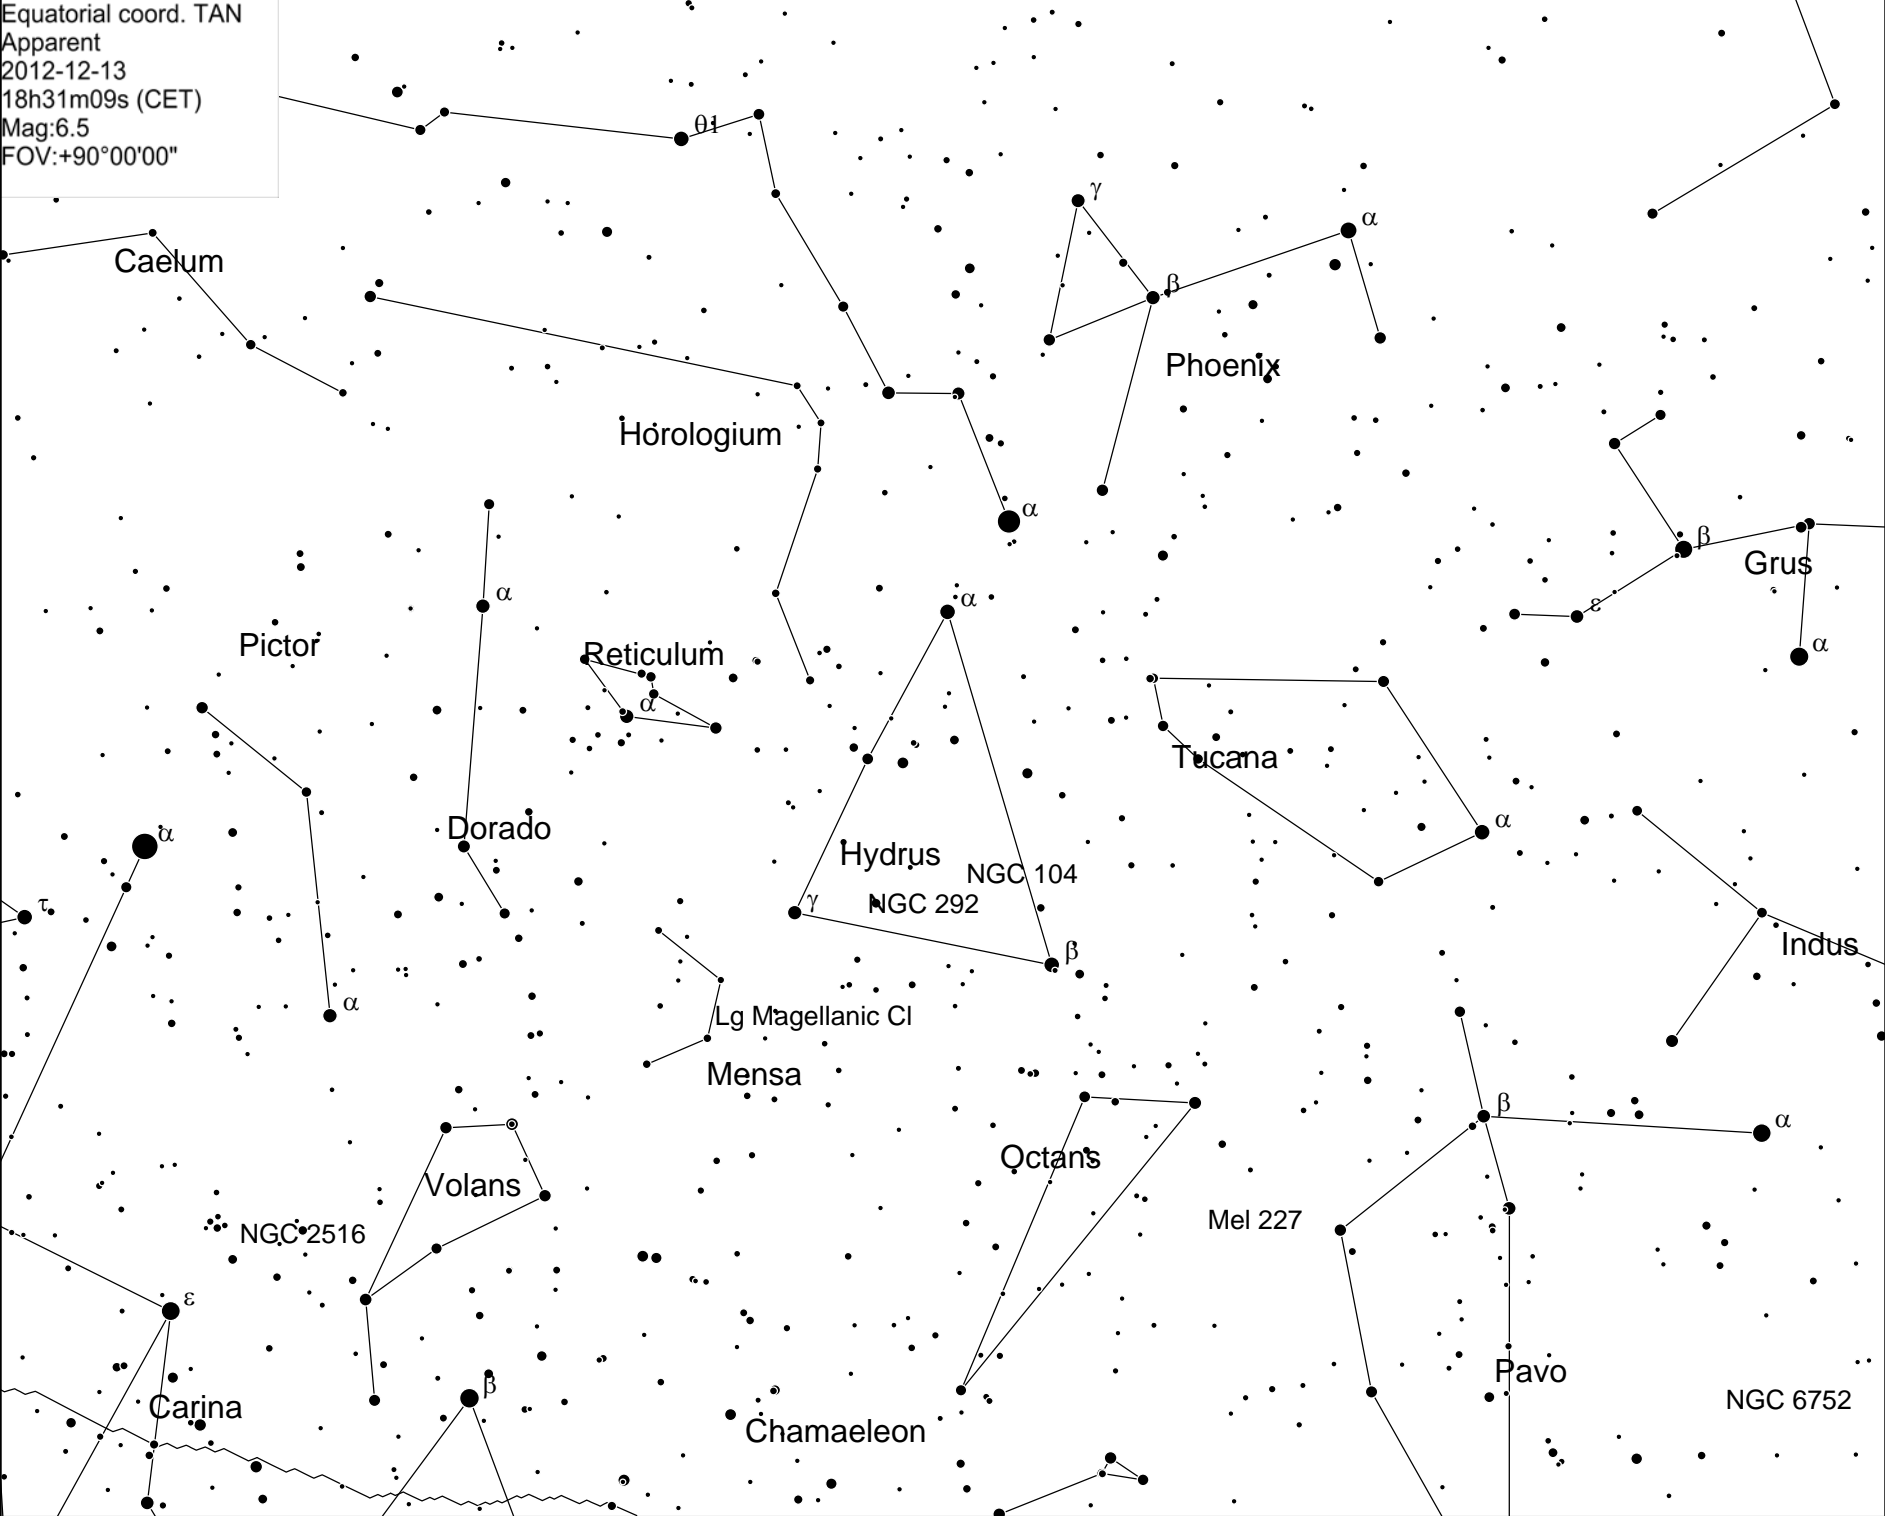 Equatorial coord. TAN
Apparent
2012-12-13
18h31m09s (CET)
Mag:6.5
FOV:+90°00'00"
θ1
γ
α
Caelum
β
Phoenix
Horologium
α
β
Grus
α
α
ε
Pictor
Reticulum
α
α
Tucana
α
Dorado
α
Hydrus
NGC 104
γ
NGC 292
τ
β
Indus
α
Lg Magellanic Cl
Mensa
β
α
Octans
Volans
Mel 227
NGC 2516
ε
Pavo
β
Carina
NGC 6752
Chamaeleon